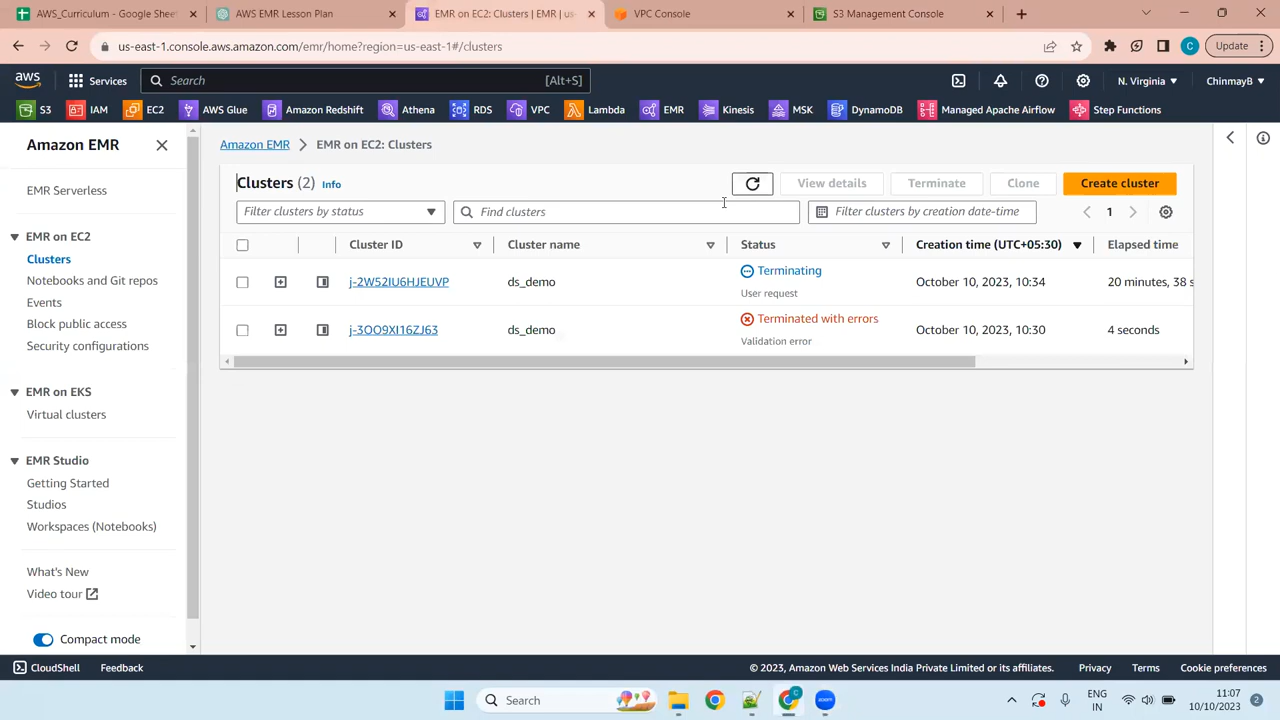 AWS_Curriculum - Google Sheet
AWS EMR Lesson Plan
EMR on EC2: Clusters | EMR | us-
VPC Console
S3 Management Console
us-east-1.console.aws.amazon.com/emr/home?region=us-east-1#/clusters
C
Update
aws
Services
Search
[Alt+S]
N. Virginia
ChinmayB
S3
IAM
EC2
AWS Glue
Amazon Redshift
Athena
RDS
VPC
Lambda
EMR
Kinesis
MSK
DynamoDB
Managed Apache Airflow
Step Functions
Amazon EMR
EMR Serverless
EMR on EC2
Clusters
Notebooks and Git repos
Events
Block public access
Security configurations
EMR on EKS
Virtual clusters
EMR Studio
Getting Started
Studios
Workspaces (Notebooks)
What's New
Video tour
Compact mode
Amazon EMR
EMR on EC2: Clusters
Clusters (2) Info
View details
Terminate
Clone
Create cluster
Filter clusters by status
Find clusters
Filter clusters by creation date-time
1
Cluster ID
Cluster name
Status
Creation time (UTC+05:30)
Elapsed time
j-2W52IU6HJEUVP
ds_demo
Terminating
User request
October 10, 2023, 10:34
20 minutes, 38 s
j-3OO9XI16ZJ63
ds_demo
Terminated with errors
Validation error
October 10, 2023, 10:30
4 seconds
CloudShell
Feedback
© 2023, Amazon Web Services India Private Limited or its affiliates.
Privacy
Terms
Cookie preferences
Search
zoom
ENG
IN
11:07
10/10/2023
2